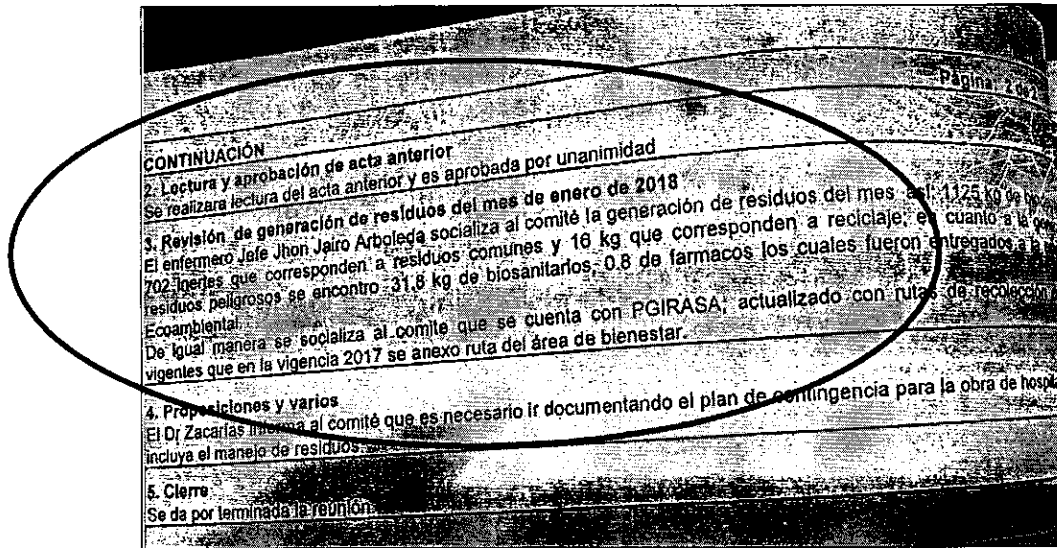 Página: 2 de 2
CONTINUACIÓN
2. Lectura y aprobación de acta anterior
Se realizara lectura del acta anterior y es aprobada por unanimidad
3. Revisión de generación de residuos del mes de enero de 2018
El enfermero Jefe Jhon Jairo Arboleda socializa al comité la generación de residuos del mes así 1125 kg de
702 inertes que corresponden a residuos comunes y 16 kg que corresponden a reciclaje, en cuanto a la
residuos peligrosos se encontro 31,8 kg de biosanitarios, 0.8 de farmacos los cuales fueron entregados a la
Ecoambiental.
De igual manera se socializa al comite que se cuenta con PGIRASA, actualizado con rutas de recolección
vigentes que en la vigencia 2017 se anexo ruta del área de bienestar.
4. Proposiciones y varios
El Dr Zacarías informa al comité que es necesario ir documentando el plan de contingencia para la obra de
incluya el manejo de residuos.
5. Cierre
Se da por terminada la reunión